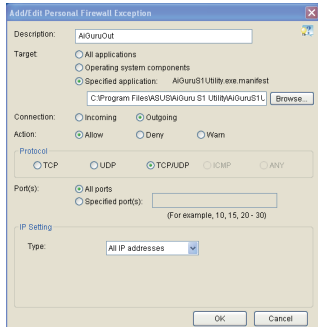 Add/Edit Personal Firewall Exception
Description: AiGuruOut
Target: All applications
Operating system components
Specified application: AiGuruS1Utility.exe.manifest
C:\Program Files\ASUS\AiGuru S1 Utility\AiGuruS1U Browse...
Connection: Incoming Outgoing
Action: Allow Deny Warn
Protocol
TCP UDP TCP/UDP ICMP ANY
Port(s): All ports
Specified port(s):
(For example, 10, 15, 20 - 30)
IP Setting
Type: All IP addresses
OK Cancel